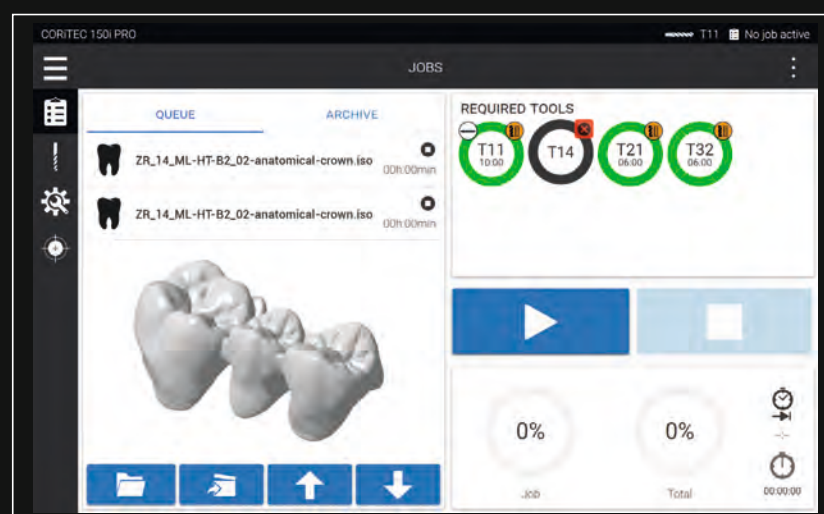 CORiTEC 150i PRO
T11 No job active
JOBS
QUEUE ARCHIVE
ZR_14_ML-HT-B2_02-anatomical-crown.iso
00h:00min
ZR_14_ML-HT-B2_02-anatomical-crown.iso
00h:00min
REQUIRED TOOLS
T11
10:00
T14
T21
06:00
T32
06:00
0%
Job
0%
Total
-:-
00:00:00